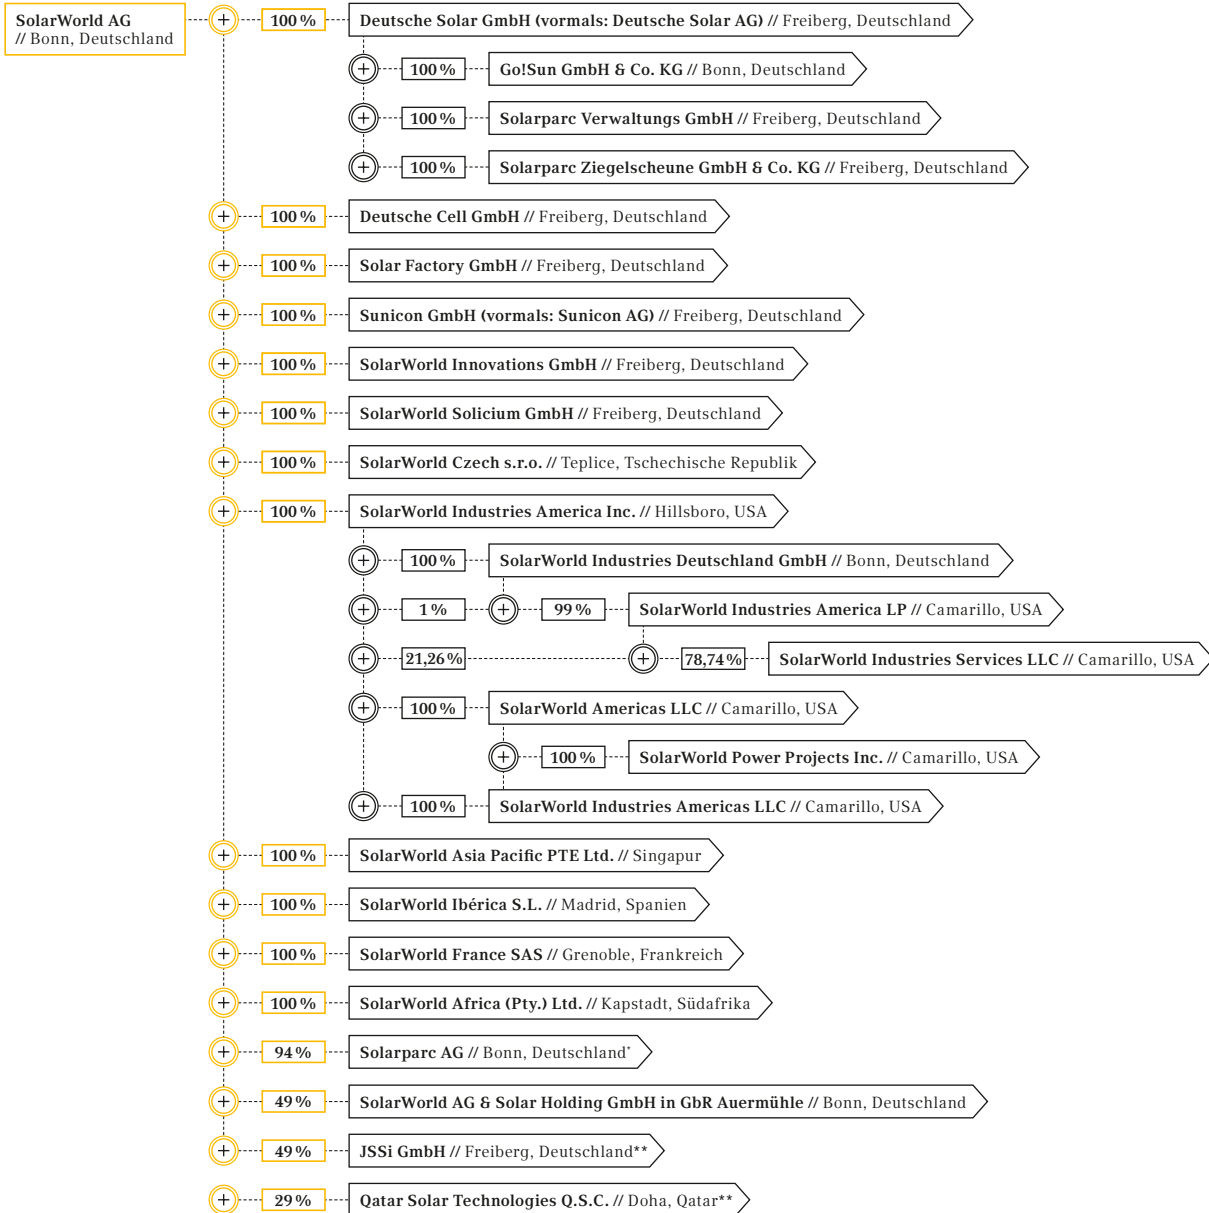 SolarWorld AG
// Bonn, Deutschland
100 % Deutsche Solar GmbH (vormals: Deutsche Solar AG) // Freiberg, Deutschland
100 % Go!Sun GmbH & Co. KG // Bonn, Deutschland
100 % Solarparc Verwaltungs GmbH // Freiberg, Deutschland
100 % Solarparc Ziegelscheune GmbH & Co. KG // Freiberg, Deutschland
100 % Deutsche Cell GmbH // Freiberg, Deutschland
100 % Solar Factory GmbH // Freiberg, Deutschland
100 % Sunicon GmbH (vormals: Sunicon AG) // Freiberg, Deutschland
100 % SolarWorld Innovations GmbH // Freiberg, Deutschland
100 % SolarWorld Solicium GmbH // Freiberg, Deutschland
100 % SolarWorld Czech s.r.o. // Teplice, Tschechische Republik
100 % SolarWorld Industries America Inc. // Hillsboro, USA
100 % SolarWorld Industries Deutschland GmbH // Bonn, Deutschland
1 % 99 % SolarWorld Industries America LP // Camarillo, USA
21,26 % 78,74 % SolarWorld Industries Services LLC // Camarillo, USA
100 % SolarWorld Americas LLC // Camarillo, USA
100 % SolarWorld Power Projects Inc. // Camarillo, USA
100 % SolarWorld Industries Americas LLC // Camarillo, USA
100 % SolarWorld Asia Pacific PTE Ltd. // Singapur
100 % SolarWorld Ibérica S.L. // Madrid, Spanien
100 % SolarWorld France SAS // Grenoble, Frankreich
100 % SolarWorld Africa (Pty.) Ltd. // Kapstadt, Südafrika
94 % Solarparc AG // Bonn, Deutschland*
49 % SolarWorld AG & Solar Holding GmbH in GbR Auermühle // Bonn, Deutschland
49 % JSSi GmbH // Freiberg, Deutschland**
29 % Qatar Solar Technologies Q.S.C. // Doha, Qatar**